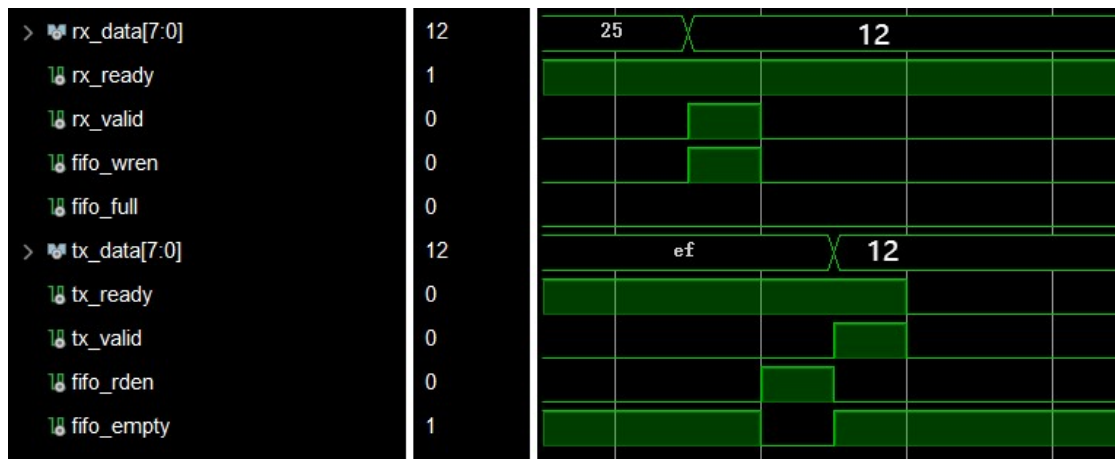 rx_data[7:0] 12 25 12
rx_ready 1
rx_valid 0
fifo_wren 0
fifo_full 0
tx_data[7:0] 12 ef 12
tx_ready 0
tx_valid 0
fifo_rden 0
fifo_empty 1